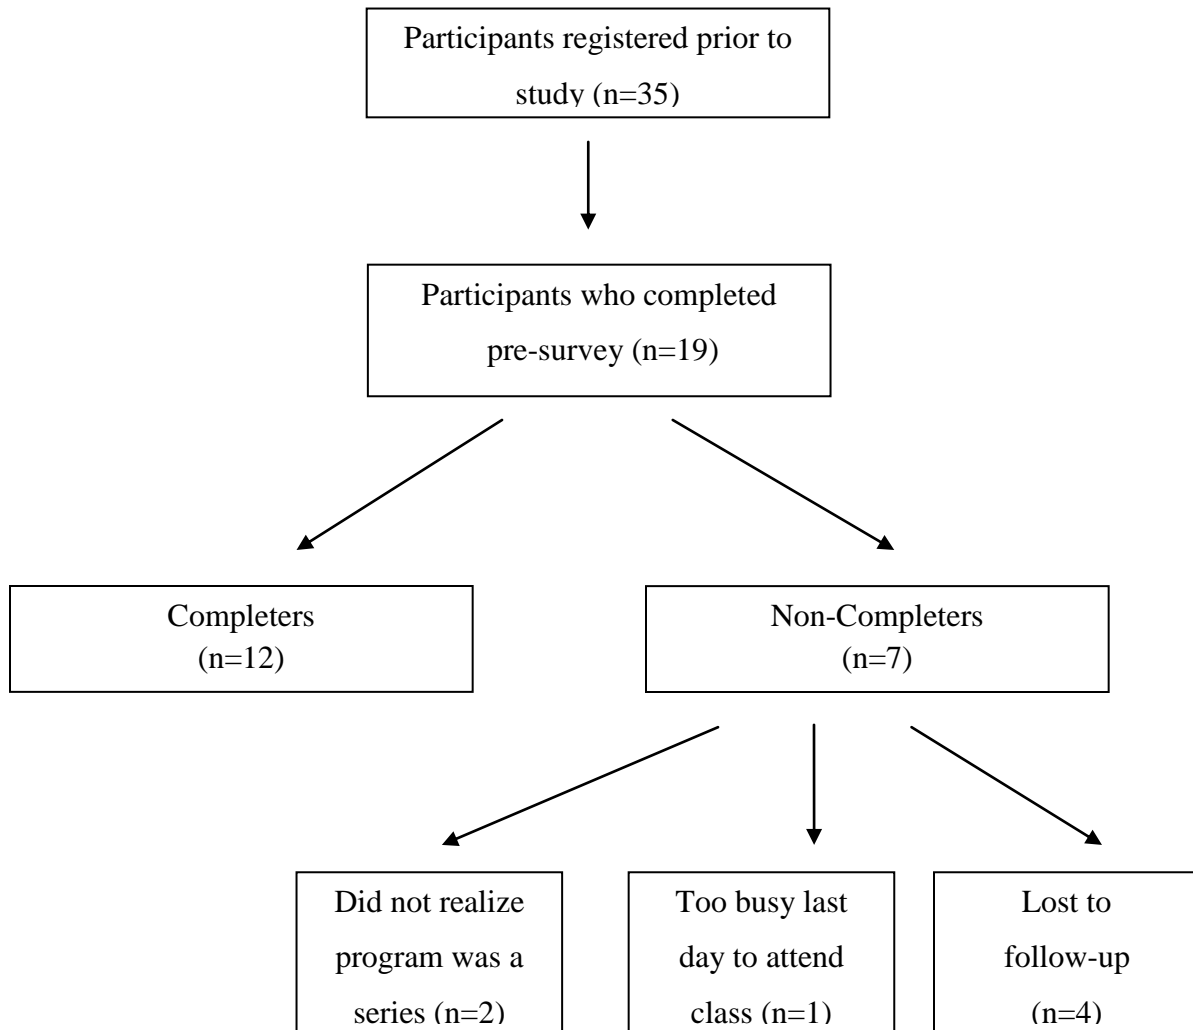 Participants registered prior to
study (n=35)
Participants who completed
pre-survey (n=19)
Completers
(n=12)
Non-Completers
(n=7)
Did not realize
program was a
series (n=2)
Too busy last
day to attend
class (n=1)
Lost to
follow-up
(n=4)